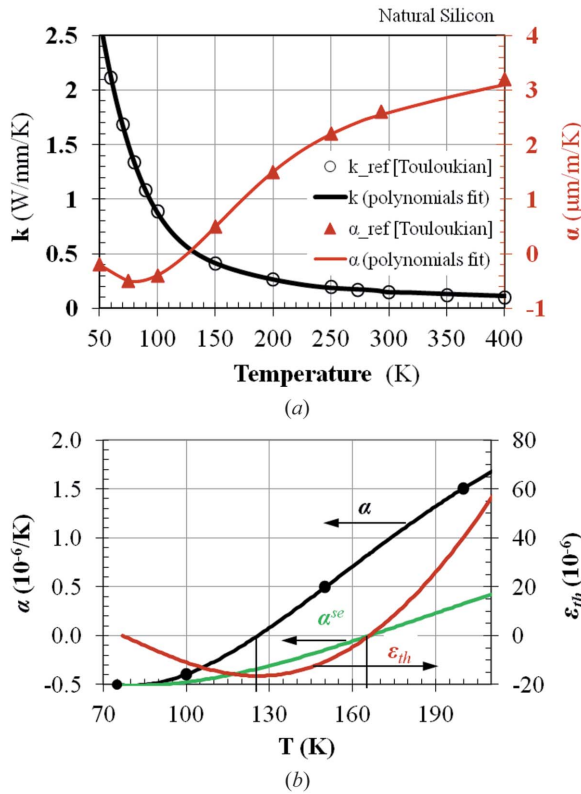 Natural Silicon
2.5
2
1.5
1
0.5
0
k (W/mm/K)
4
3
2
1
0
-1
α (µm/m/K)
k_ref [Touloukian]
k (polynomials fit)
α_ref [Touloukian]
α (polynomials fit)
50 100 150 200 250 300 350 400
Temperature (K)
(a)
2.0
1.5
1.0
0.5
0.0
-0.5
α (10⁻⁶/K)
80
60
40
20
0
-20
εth (10⁻⁶)
α
αˢᵉ
εth
70 100 130 160 190
T (K)
(b)